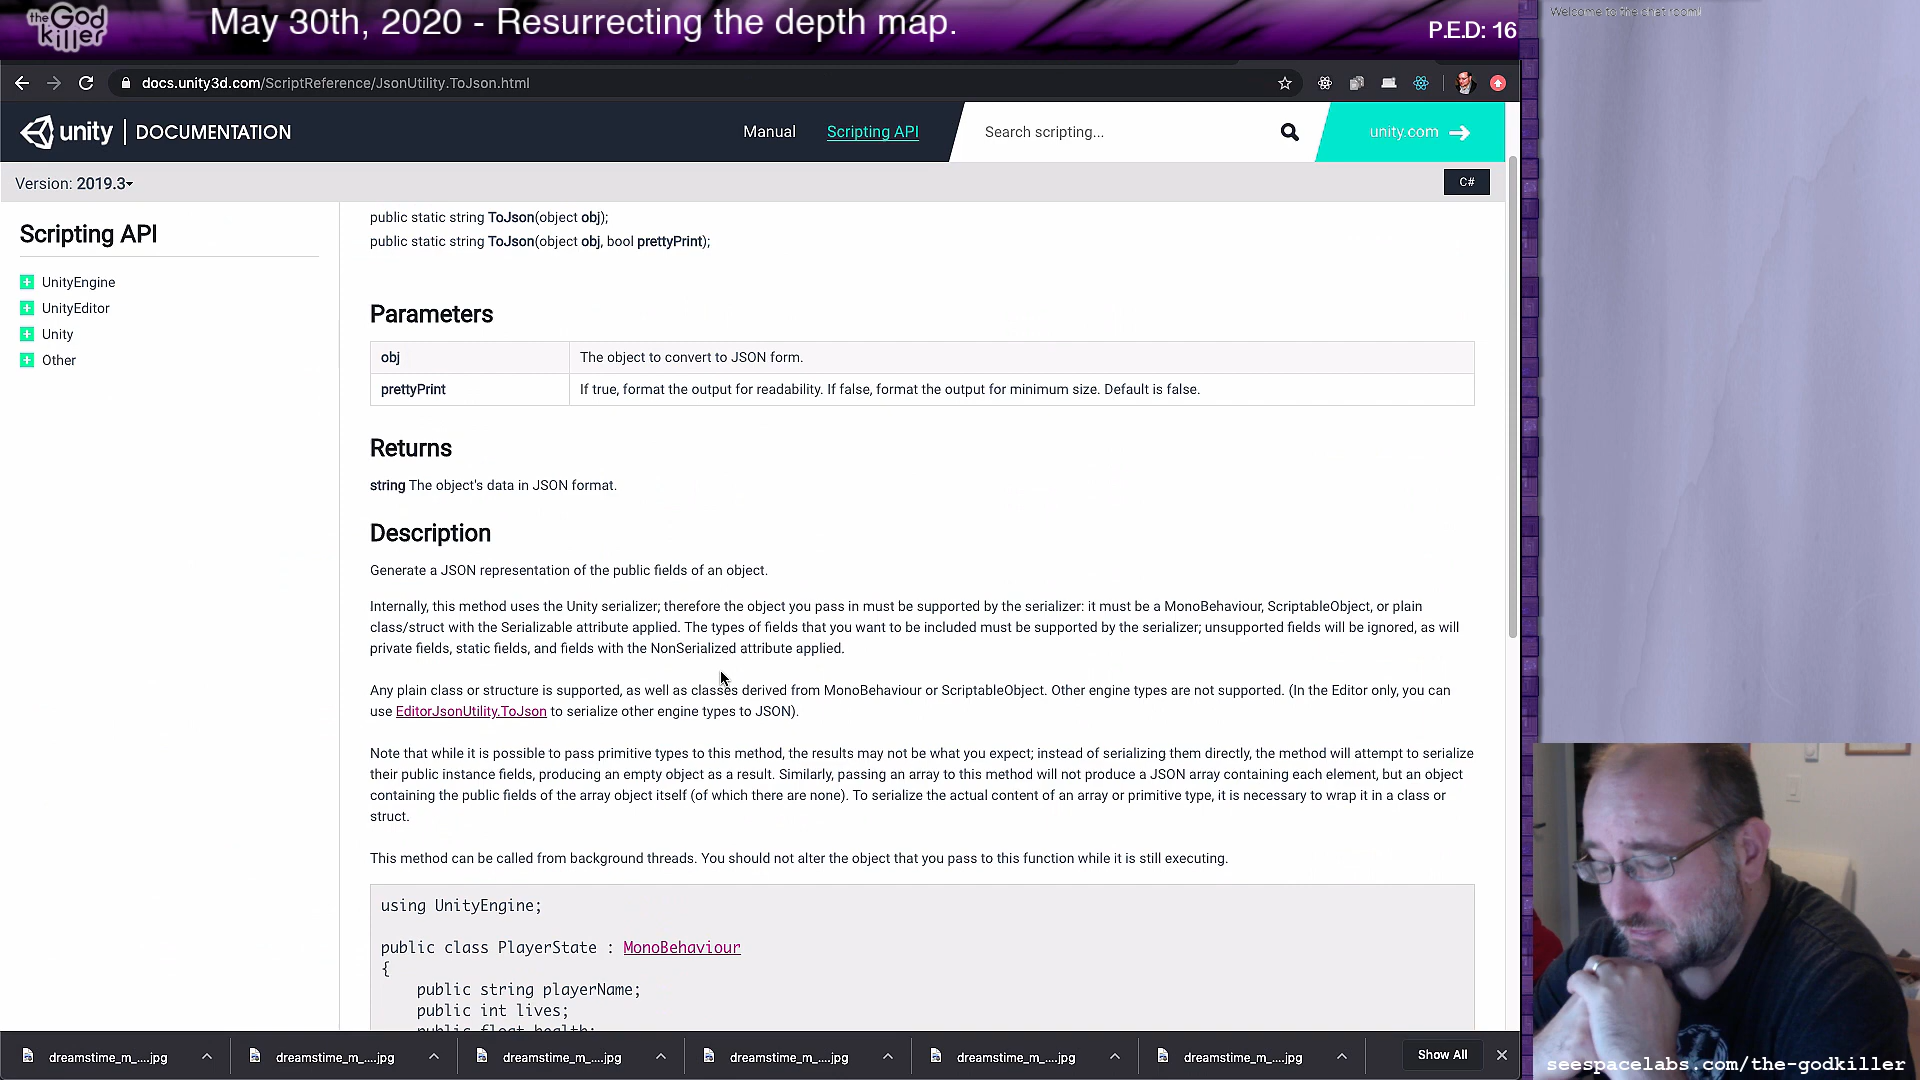 the God killer
May 30th, 2020 - Resurrecting the depth map.
P.E.D: 16
Welcome to the chat room!
docs.unity3d.com/ScriptReference/JsonUtility.ToJson.html
unity | DOCUMENTATION
Manual
Scripting API
Search scripting...
unity.com
Version: 2019.3
C#
Scripting API
UnityEngine
UnityEditor
Unity
Other
public static string ToJson(object obj);
public static string ToJson(object obj, bool prettyPrint);
Parameters
obj The object to convert to JSON form.
prettyPrint If true, format the output for readability. If false, format the output for minimum size. Default is false.
Returns
string The object's data in JSON format.
Description
Generate a JSON representation of the public fields of an object.
Internally, this method uses the Unity serializer; therefore the object you pass in must be supported by the serializer: it must be a MonoBehaviour, ScriptableObject, or plain
class/struct with the Serializable attribute applied. The types of fields that you want to be included must be supported by the serializer; unsupported fields will be ignored, as will
private fields, static fields, and fields with the NonSerialized attribute applied.
Any plain class or structure is supported, as well as classes derived from MonoBehaviour or ScriptableObject. Other engine types are not supported. (In the Editor only, you can
use EditorJsonUtility.ToJson to serialize other engine types to JSON).
Note that while it is possible to pass primitive types to this method, the results may not be what you expect; instead of serializing them directly, the method will attempt to serialize
their public instance fields, producing an empty object as a result. Similarly, passing an array to this method will not produce a JSON array containing each element, but an object
containing the public fields of the array object itself (of which there are none). To serialize the actual content of an array or primitive type, it is necessary to wrap it in a class or
struct.
This method can be called from background threads. You should not alter the object that you pass to this function while it is still executing.
using UnityEngine;
public class PlayerState : MonoBehaviour
{
public string playerName;
public int lives;
public float health;
dreamstime_m_....jpg
dreamstime_m_....jpg
dreamstime_m_....jpg
dreamstime_m_....jpg
dreamstime_m_....jpg
dreamstime_m_....jpg
Show All
seespacelabs.com/the-godkiller